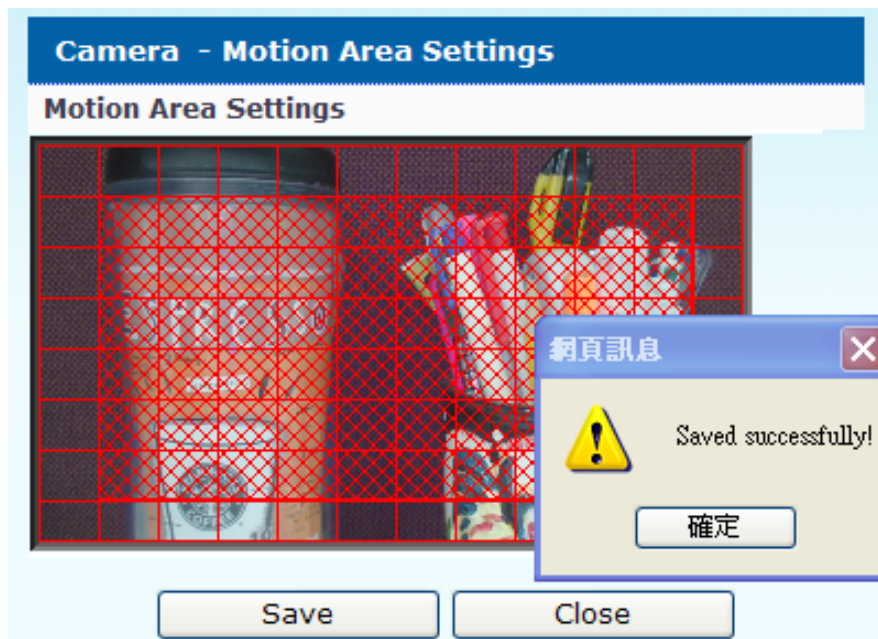 Camera - Motion Area Settings
Motion Area Settings
網頁訊息
Saved successfully!
確定
Save
Close